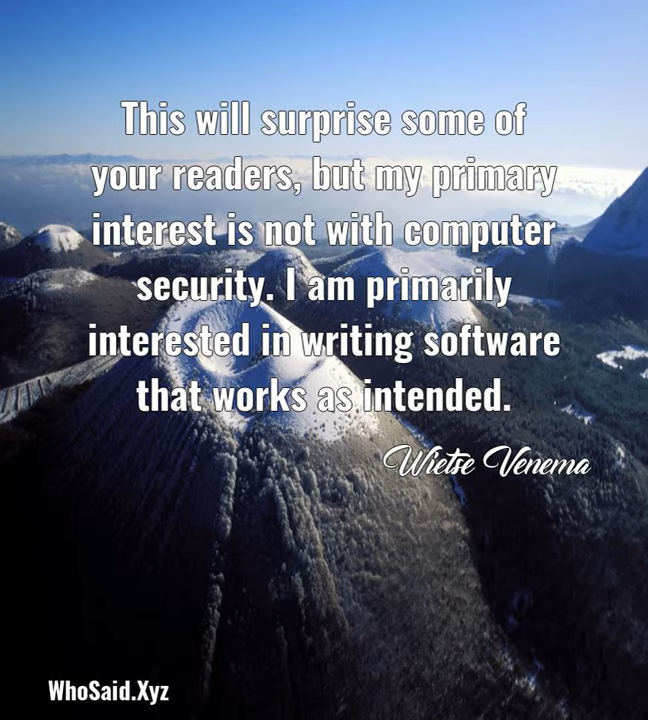 This will surprise some of
your readers, but my primary
interest is not with computer
security. I am primarily
interested in writing software
that works as intended.
Wietse Venema
WhoSaid.Xyz